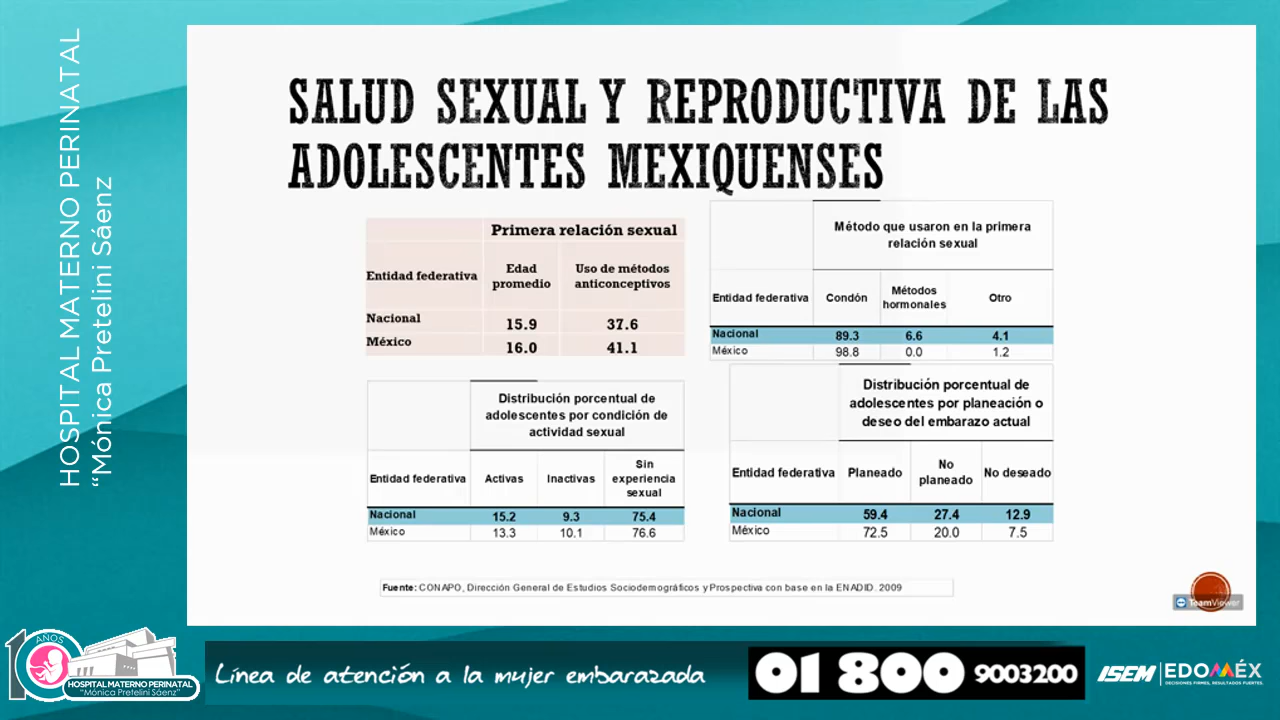 HOSPITAL MATERNO PERINATAL
“Mónica Pretelini Sáenz
SALUD SEXUAL Y REPRODUCTIVA DE LAS
ADOLESCENTES MEXIQUENSES
Primera relación sexual
Entidad federativa Edad promedio Uso de métodos anticonceptivos
Nacional 15.9 37.6
México 16.0 41.1
Método que usaron en la primera
relación sexual
Entidad federativa Condón Métodos hormonales Otro
Nacional 89.3 6.6 4.1
México 98.8 0.0 1.2
Distribución porcentual de
adolescentes por condición de
actividad sexual
Entidad federativa Activas Inactivas Sin experiencia sexual
Nacional 15.2 9.3 75.4
México 13.3 10.1 76.6
Distribución porcentual de
adolescentes por planeación o
deseo del embarazo actual
Entidad federativa Planeado No planeado No deseado
Nacional 59.4 27.4 12.9
México 72.5 20.0 7.5
Fuente: CONAPO, Dirección General de Estudios Sociodemográficos y Prospectiva con base en la ENADID. 2009
TeamViewer
10 AÑOS
HOSPITAL MATERNO PERINATAL
“Mónica Pretelini Sáenz”
Línea de atención a la mujer embarazada
01 800 9003200
ISEM
EDOMÉX
DECISIONES FIRMES, RESULTADOS FUERTES.